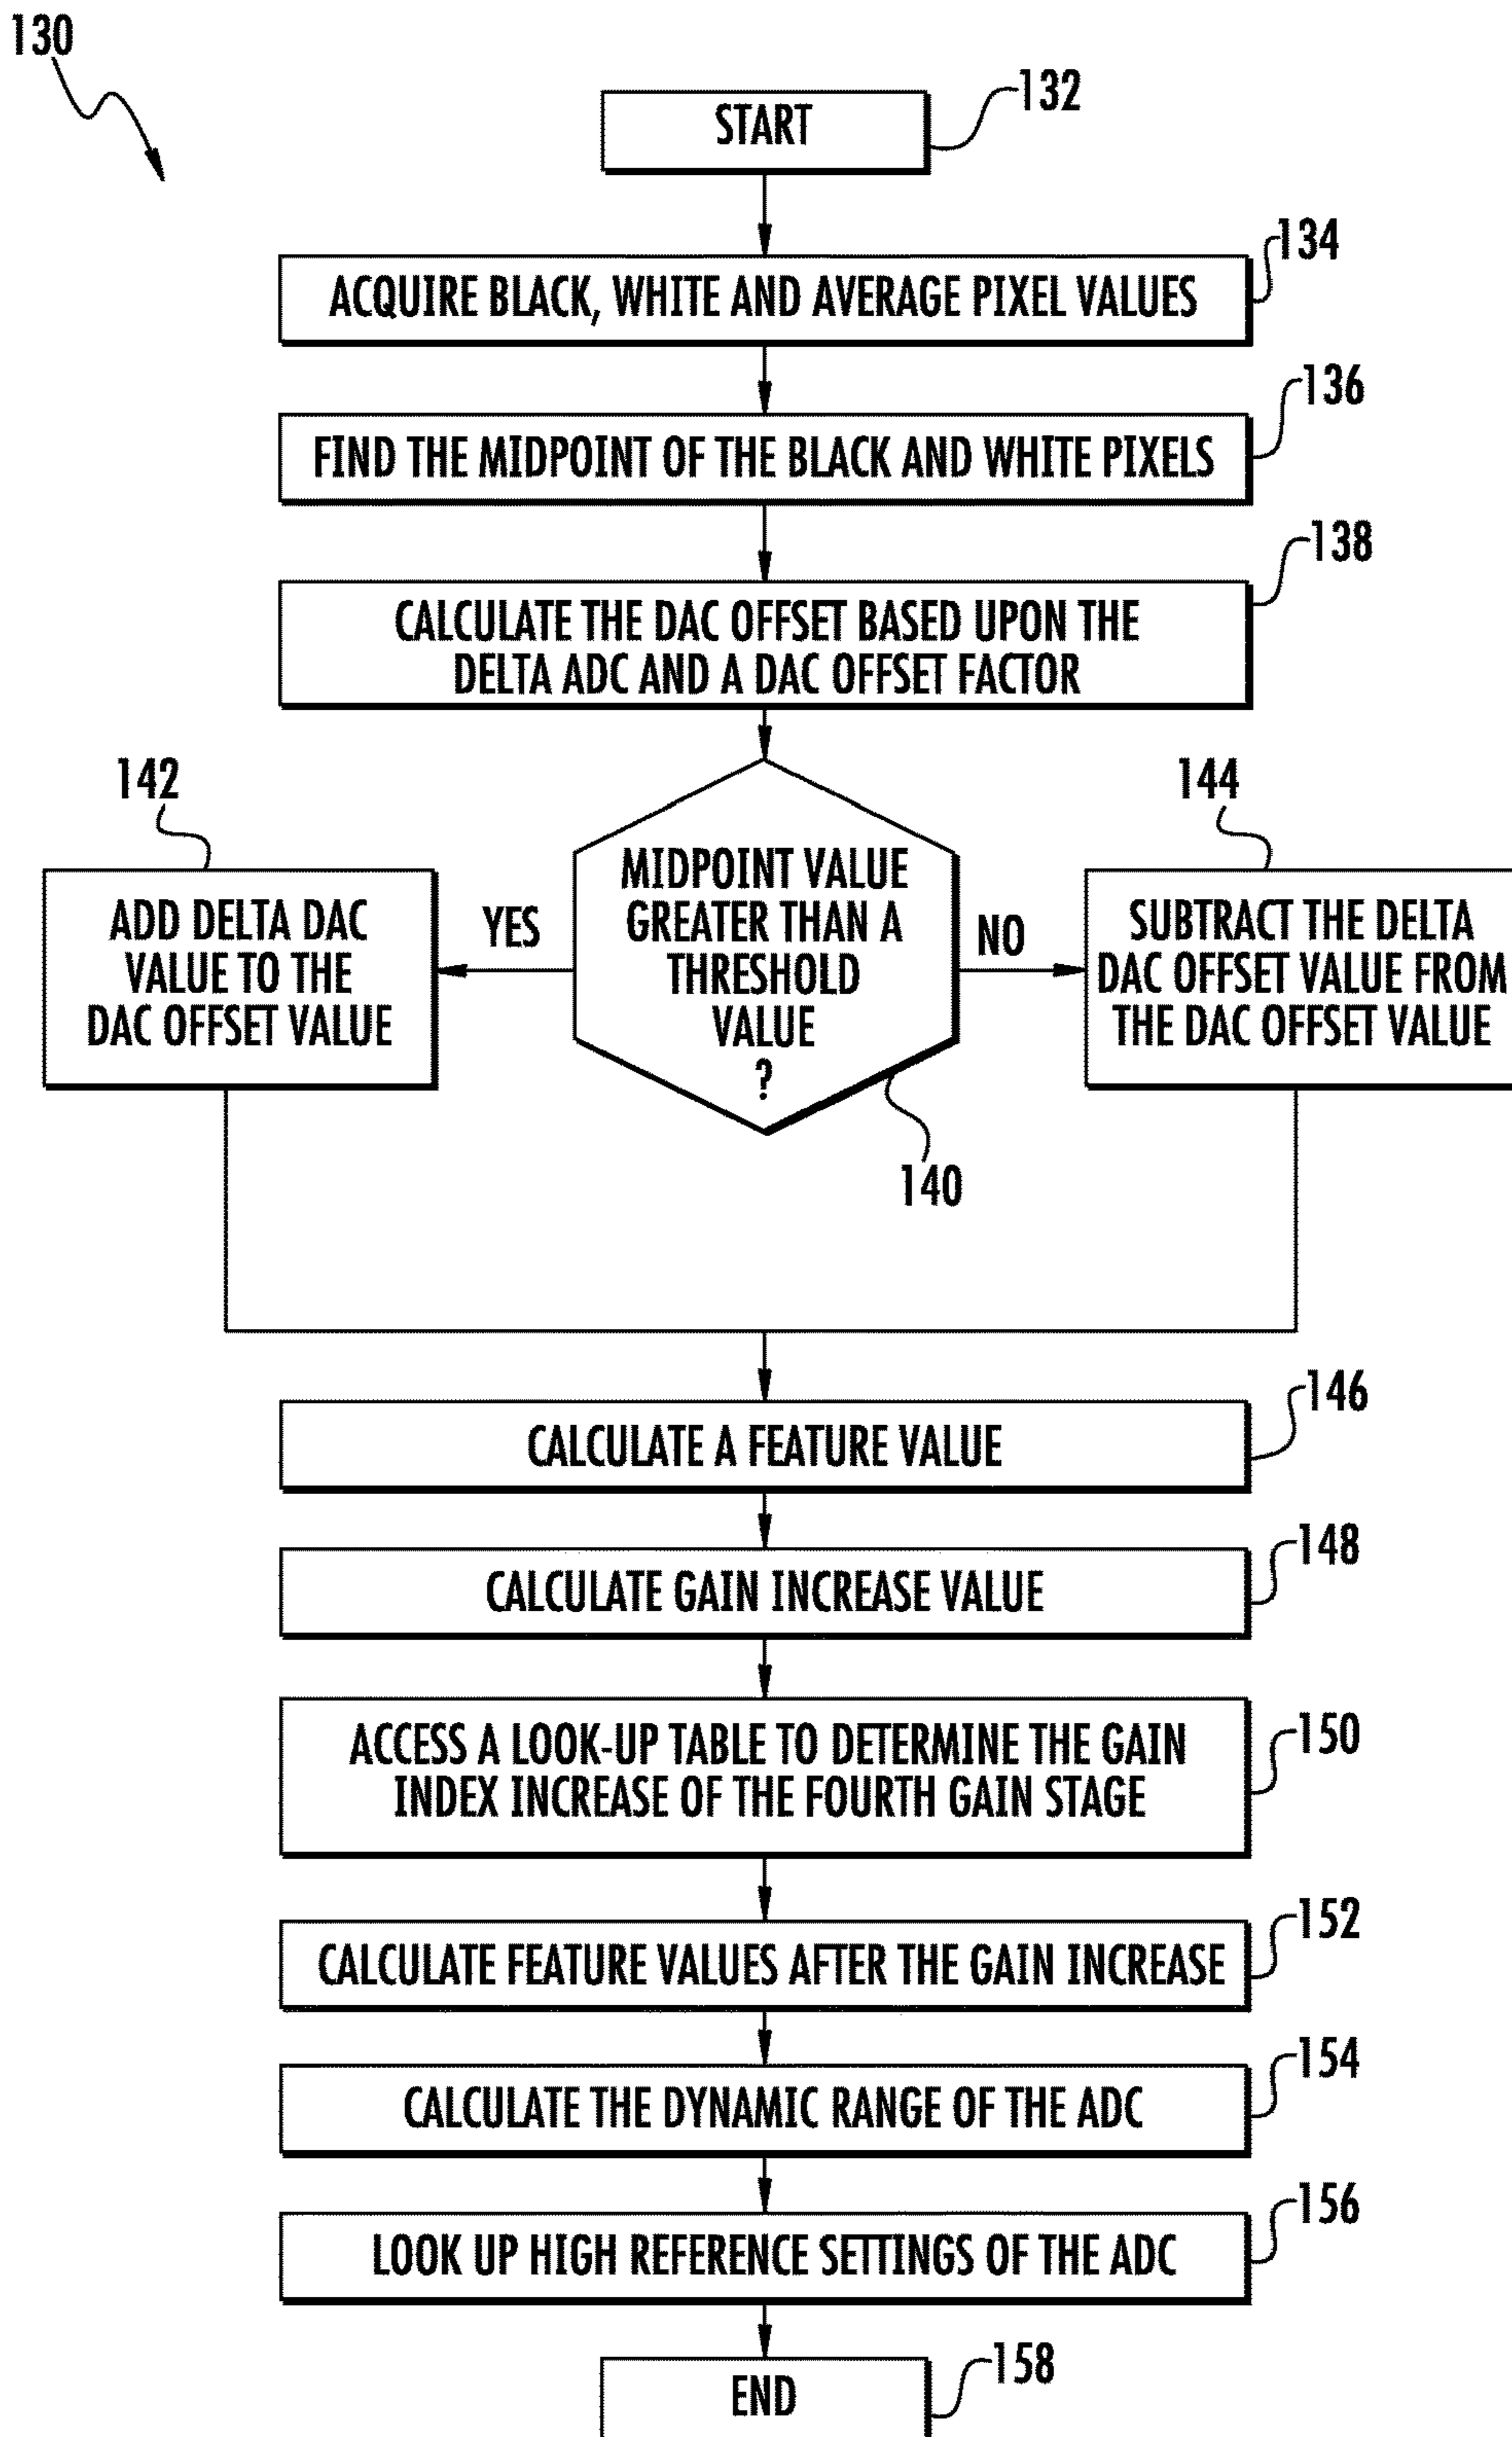 130
START
132
ACQUIRE BLACK, WHITE AND AVERAGE PIXEL VALUES
134
FIND THE MIDPOINT OF THE BLACK AND WHITE PIXELS
136
CALCULATE THE DAC OFFSET BASED UPON THE
DELTA ADC AND A DAC OFFSET FACTOR
138
MIDPOINT VALUE
GREATER THAN A
THRESHOLD
VALUE
?
140
YES
142
ADD DELTA DAC
VALUE TO THE
DAC OFFSET VALUE
NO
144
SUBTRACT THE DELTA
DAC OFFSET VALUE FROM
THE DAC OFFSET VALUE
CALCULATE A FEATURE VALUE
146
CALCULATE GAIN INCREASE VALUE
148
ACCESS A LOOK-UP TABLE TO DETERMINE THE GAIN
INDEX INCREASE OF THE FOURTH GAIN STAGE
150
CALCULATE FEATURE VALUES AFTER THE GAIN INCREASE
152
CALCULATE THE DYNAMIC RANGE OF THE ADC
154
LOOK UP HIGH REFERENCE SETTINGS OF THE ADC
156
END
158